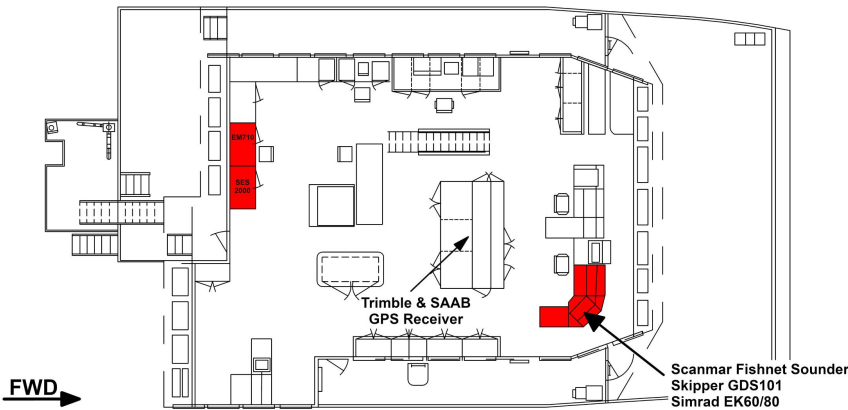 EM710
SES
2000
Trimble & SAAB
GPS Receiver
FWD
Scanmar Fishnet Sounder
Skipper GDS101
Simrad EK60/80